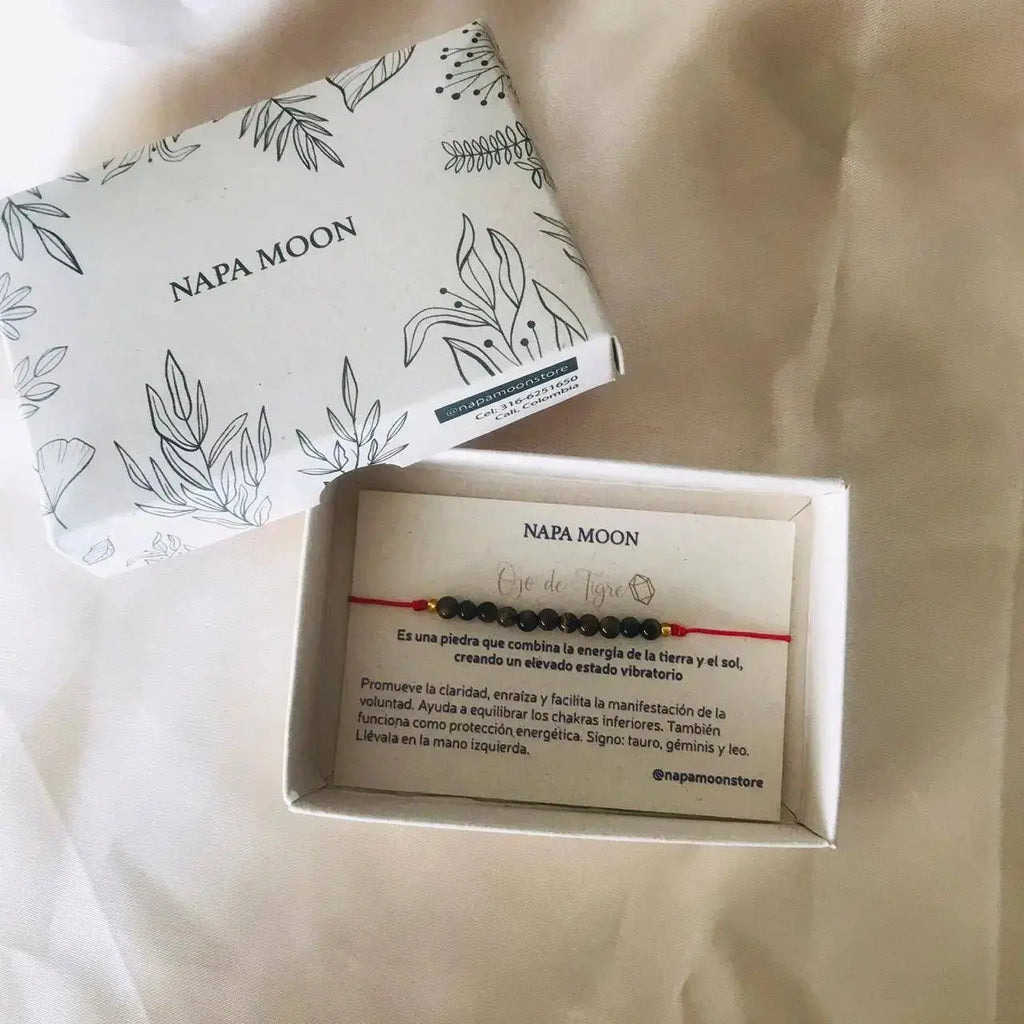 NAPA MOON
@napamoonstore
Cel: 316-6251650
Cali, Colombia
NAPA MOON
Ojo de Tigre
Es una piedra que combina la energía de la tierra y el sol,
creando un elevado estado vibratorio
Promueve la claridad, enraíza y facilita la manifestación de la
voluntad. Ayuda a equilibrar los chakras inferiores. También
funciona como protección energética. Signo: tauro, géminis y leo.
Llévala en la mano izquierda.
@napamoonstore